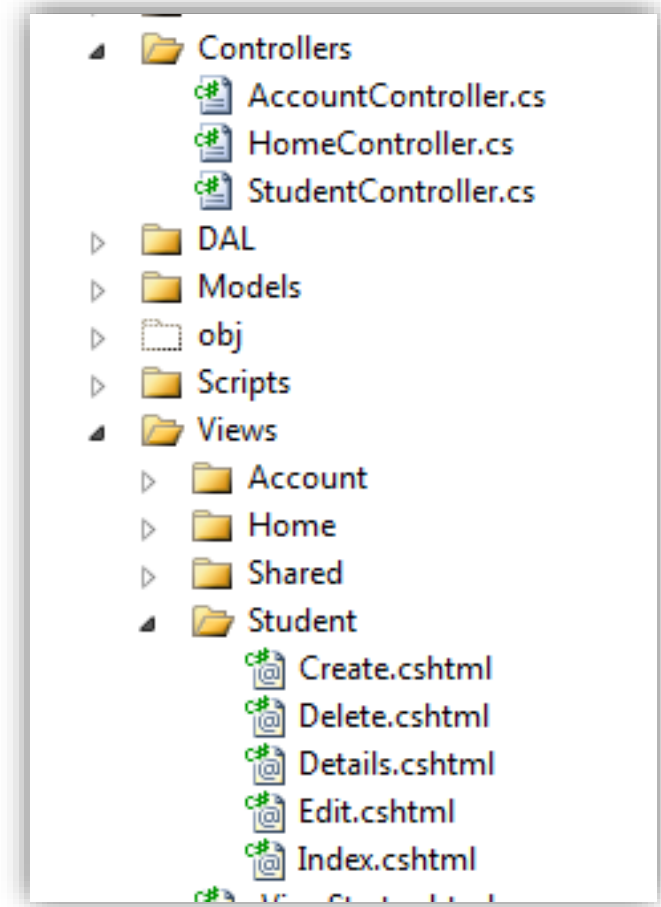 Controllers
AccountController.cs
HomeController.cs
StudentController.cs
DAL
Models
obj
Scripts
Views
Account
Home
Shared
Student
Create.cshtml
Delete.cshtml
Details.cshtml
Edit.cshtml
Index.cshtml